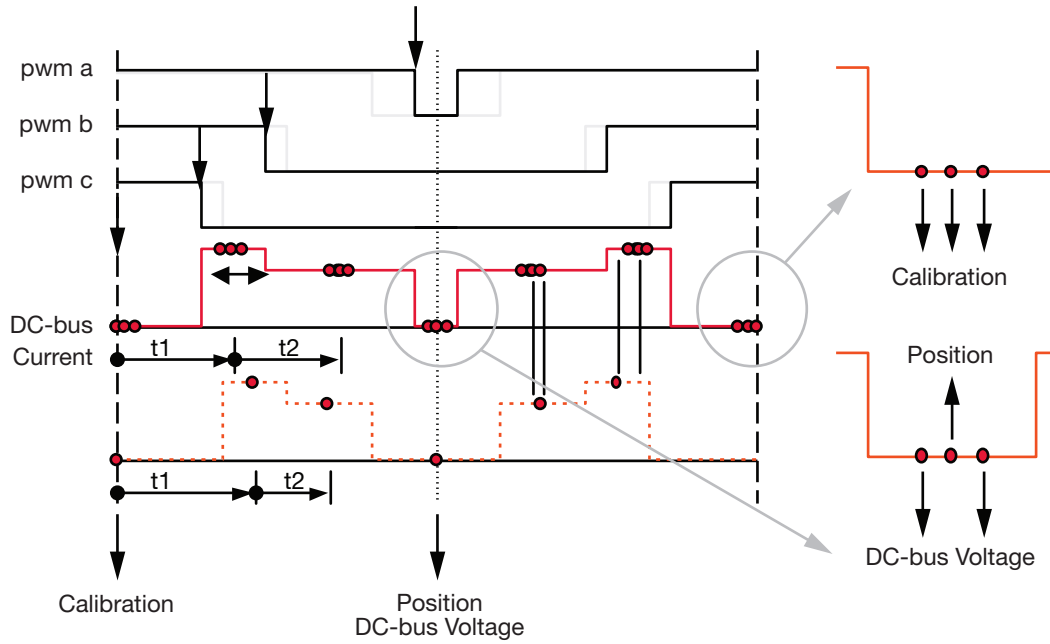 pwm a
pwm b
pwm c
DC-bus
Current
t1
t2
t1
t2
Calibration
Position
DC-bus Voltage
Calibration
Position
DC-bus Voltage